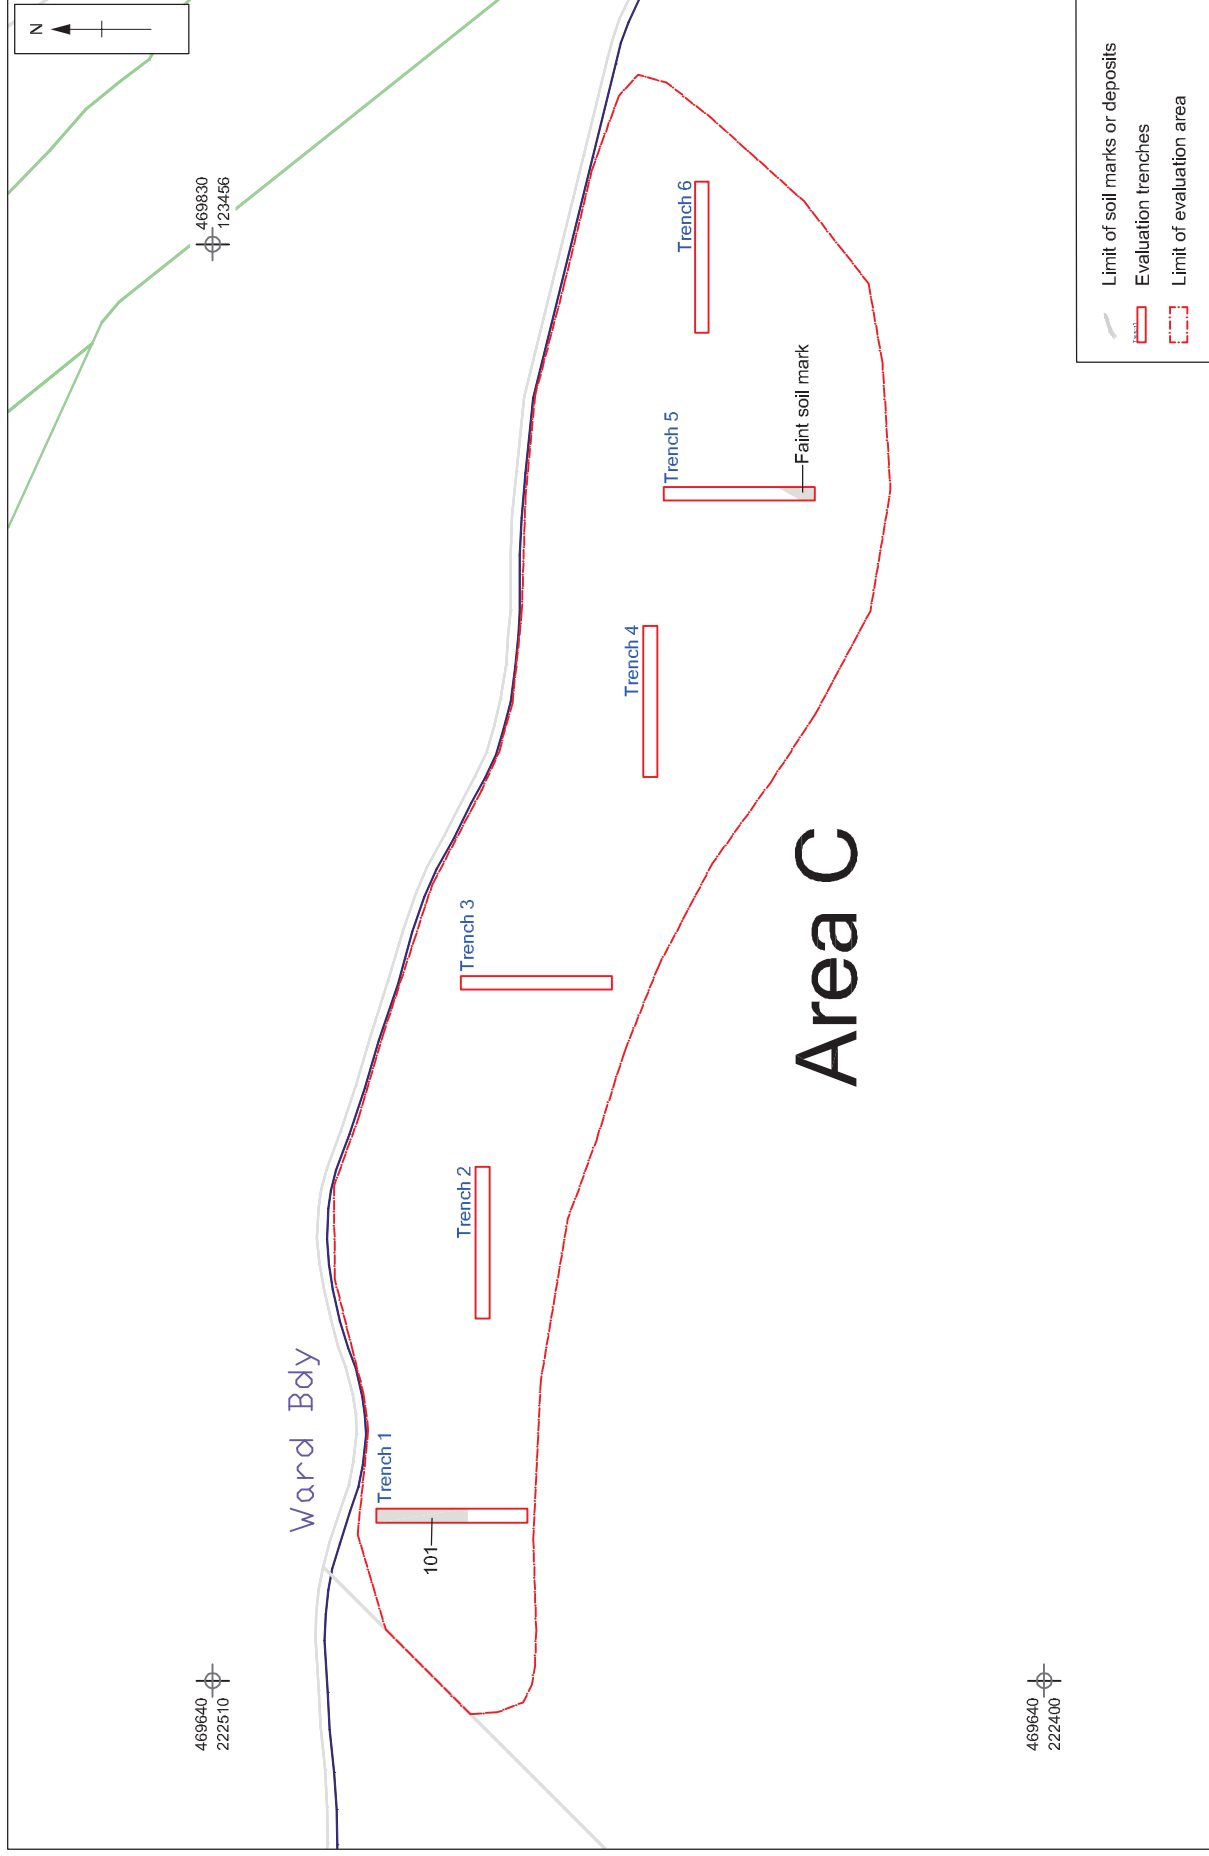 N
469830
123456
Ward Bdy
Trench 1
101
Trench 2
Trench 3
Trench 4
Trench 5
Faint soil mark
Trench 6
Area C
469640
222510
469640
222400
Limit of soil marks or deposits
Evaluation trenches
Limit of evaluation area